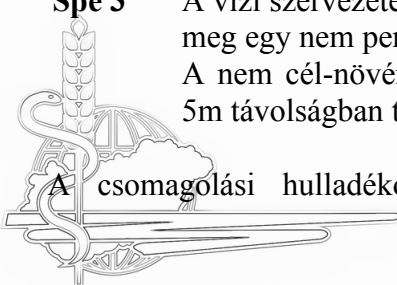 Spe 3 A vízi szervezete
meg egy nem per
A nem cél-növén
5m távolságban t
A csomagolási hulladéko